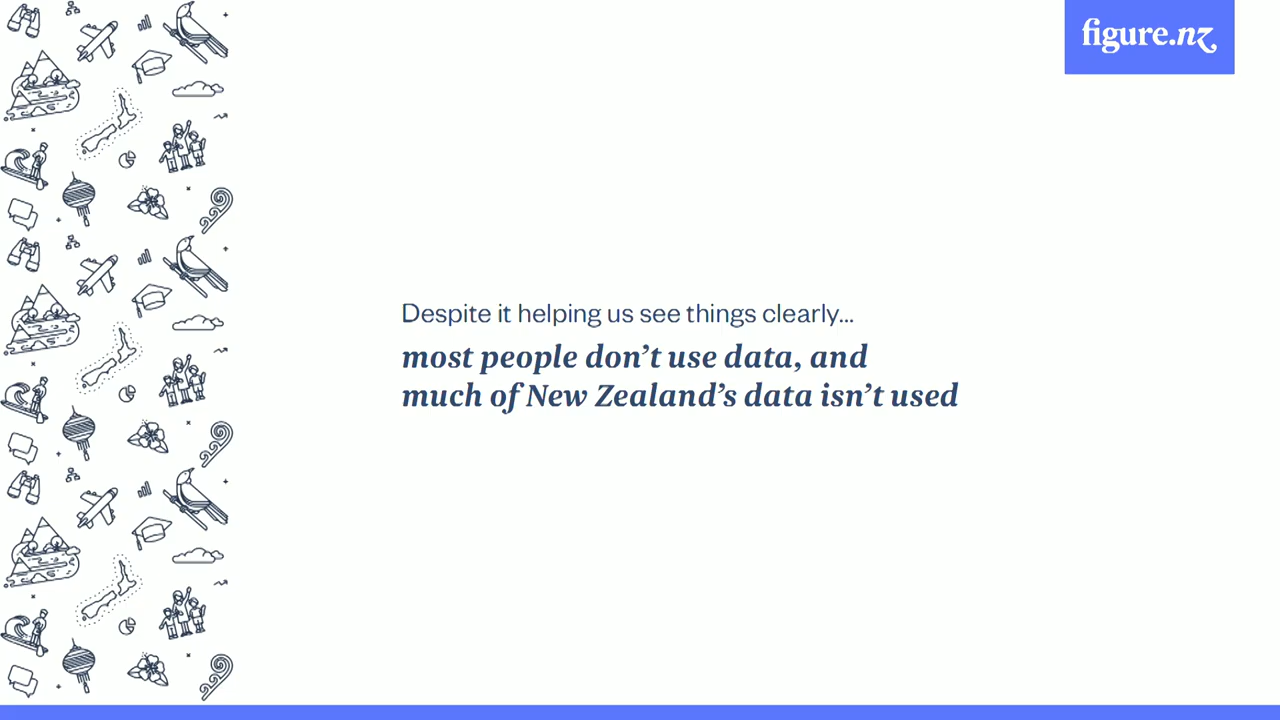 figure.nz
Despite it helping us see things clearly...
most people don’t use data, and
much of New Zealand’s data isn’t used